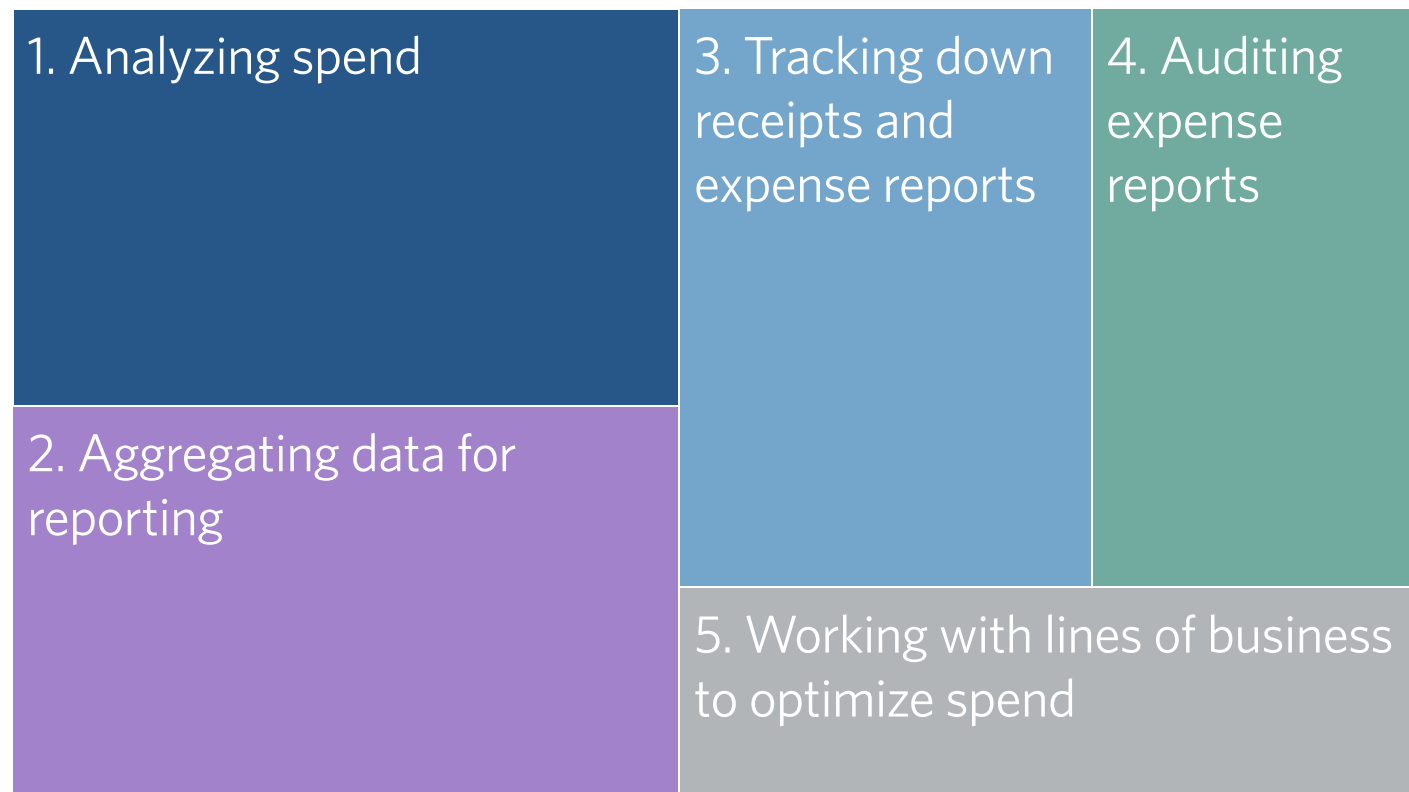 1. Analyzing spend
2. Aggregating data for
reporting
3. Tracking down
receipts and
expense reports
4. Auditing
expense
reports
5. Working with lines of business
to optimize spend